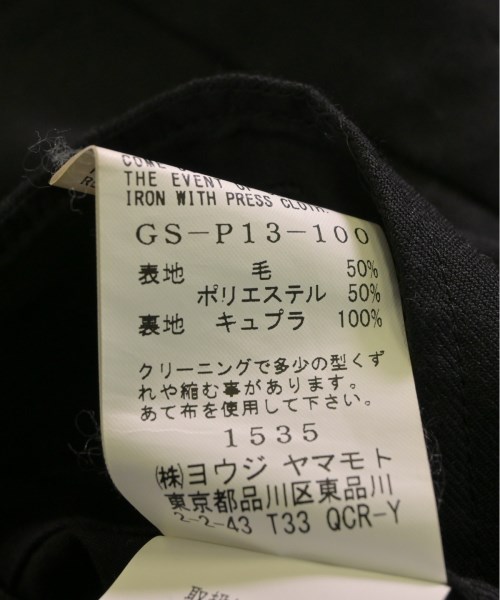 THE EVENT
IRON WITH PRESS CLOTH.
GS-P13-100
表地 毛 50%
ポリエステル 50%
裏地 キュプラ 100%
クリーニングで多少の型くず
れや縮む事があります。
あて布を使用して下さい。
1535
㈱ヨウジ ヤマモト
東京都品川区東品川
2-2-43 T33 QCR-Y